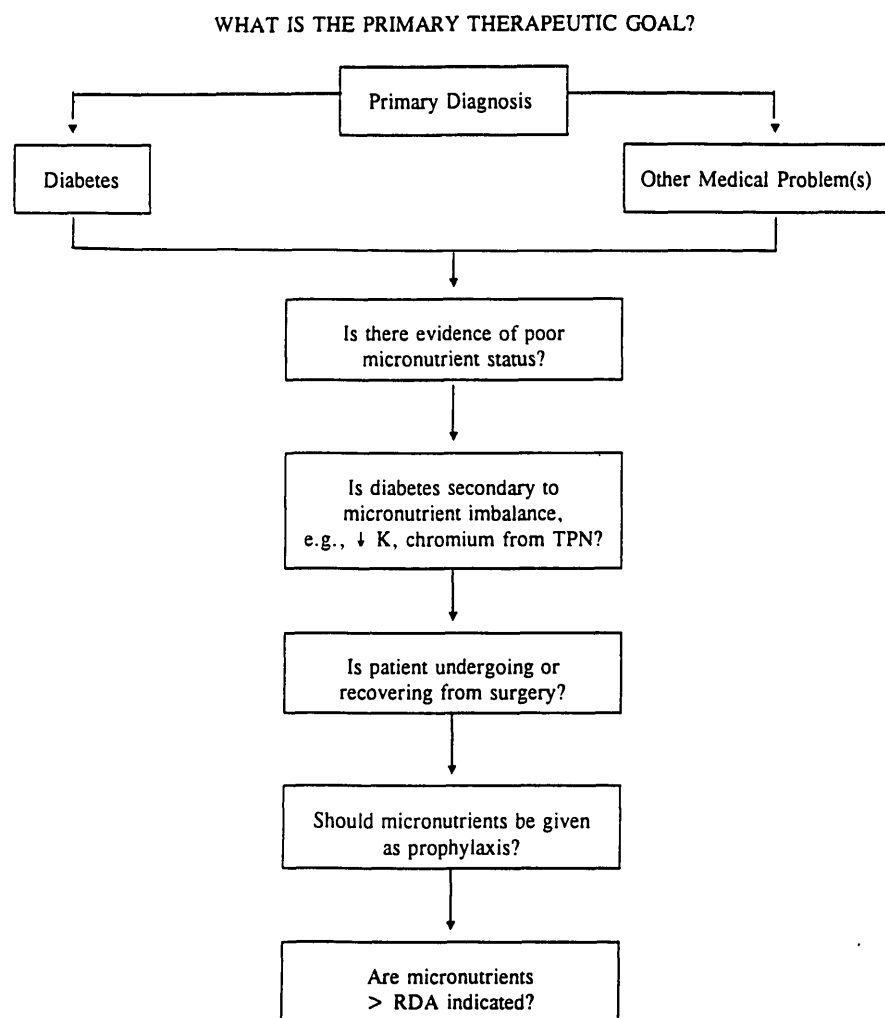 WHAT IS THE PRIMARY THERAPEUTIC GOAL?
Primary Diagnosis
Diabetes
Other Medical Problem(s)
Is there evidence of poor
micronutrient status?
Is diabetes secondary to
micronutrient imbalance,
e.g., ↓ K, chromium from TPN?
Is patient undergoing or
recovering from surgery?
Should micronutrients be given
as prophylaxis?
Are micronutrients
> RDA indicated?